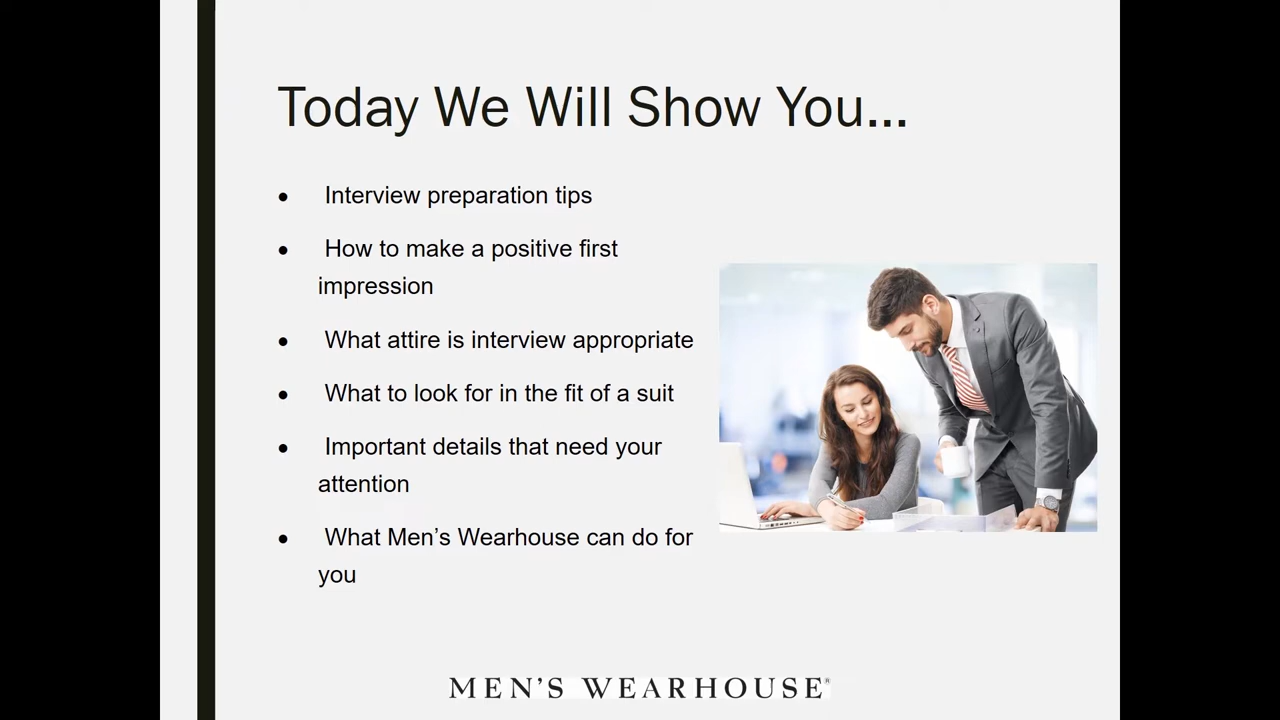 Today We Will Show You...
• Interview preparation tips
• How to make a positive first
impression
• What attire is interview appropriate
• What to look for in the fit of a suit
• Important details that need your
attention
• What Men’s Wearhouse can do for
you
MEN’S WEARHOUSE®